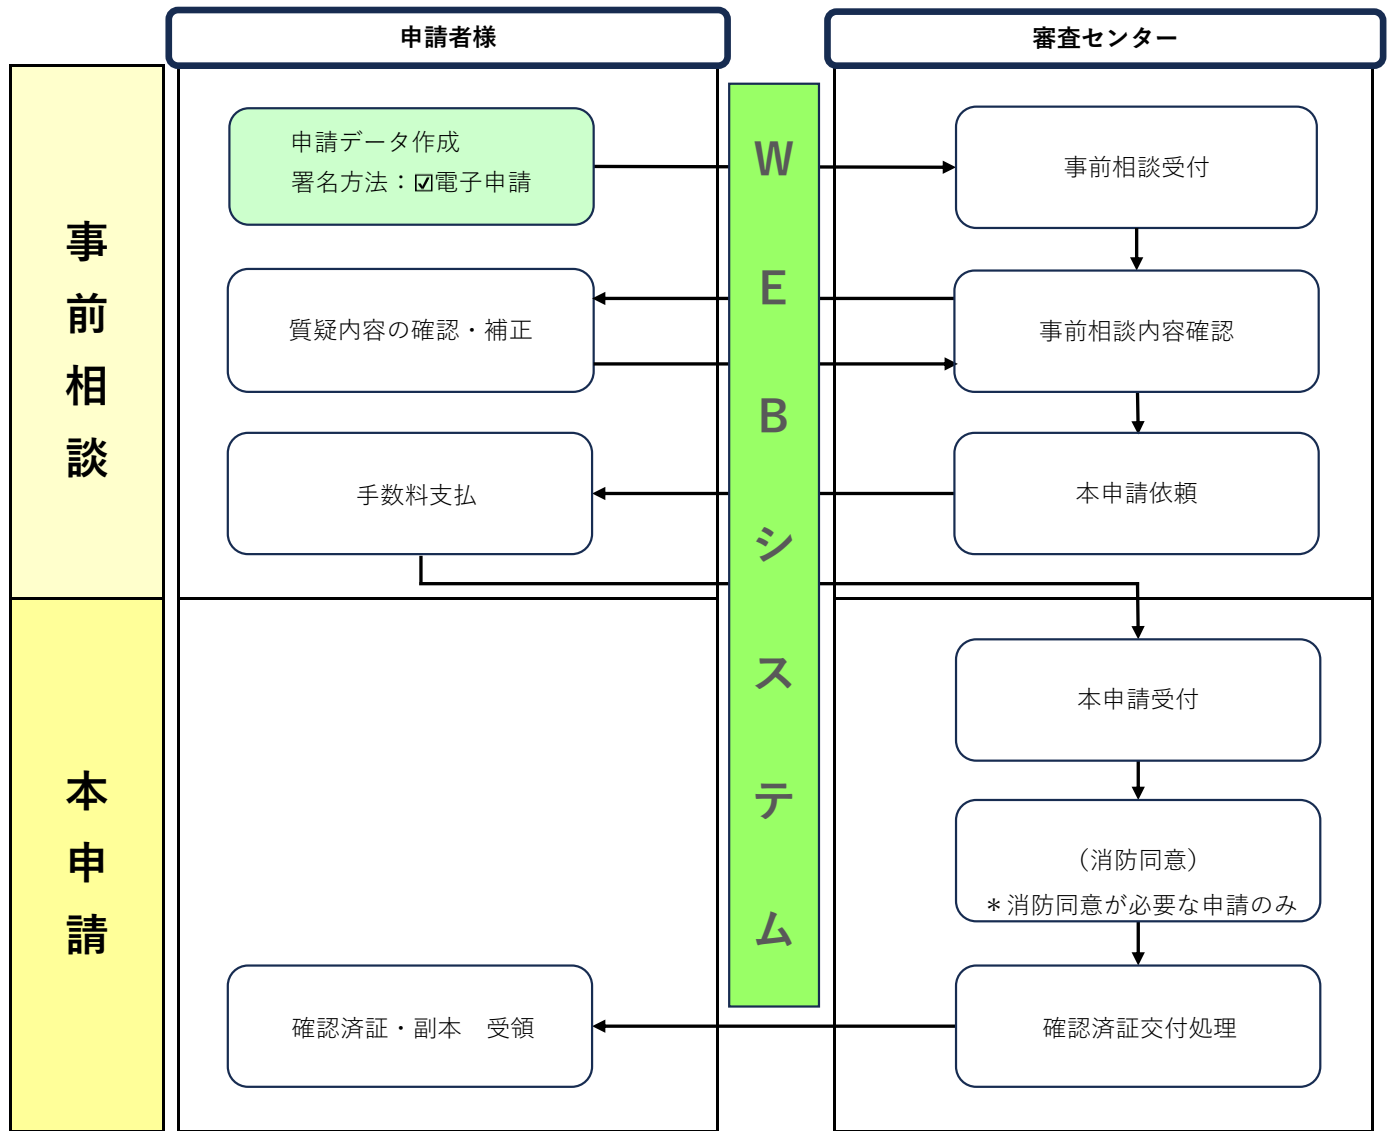 申請者様
審査センター
事前相談
申請データ作成
署名方法：☑電子申請
事前相談受付
質疑内容の確認・補正
事前相談内容確認
手数料支払
本申請依頼
WEBシステム
本申請
本申請受付
（消防同意）
＊消防同意が必要な申請のみ
確認済証・副本　受領
確認済証交付処理